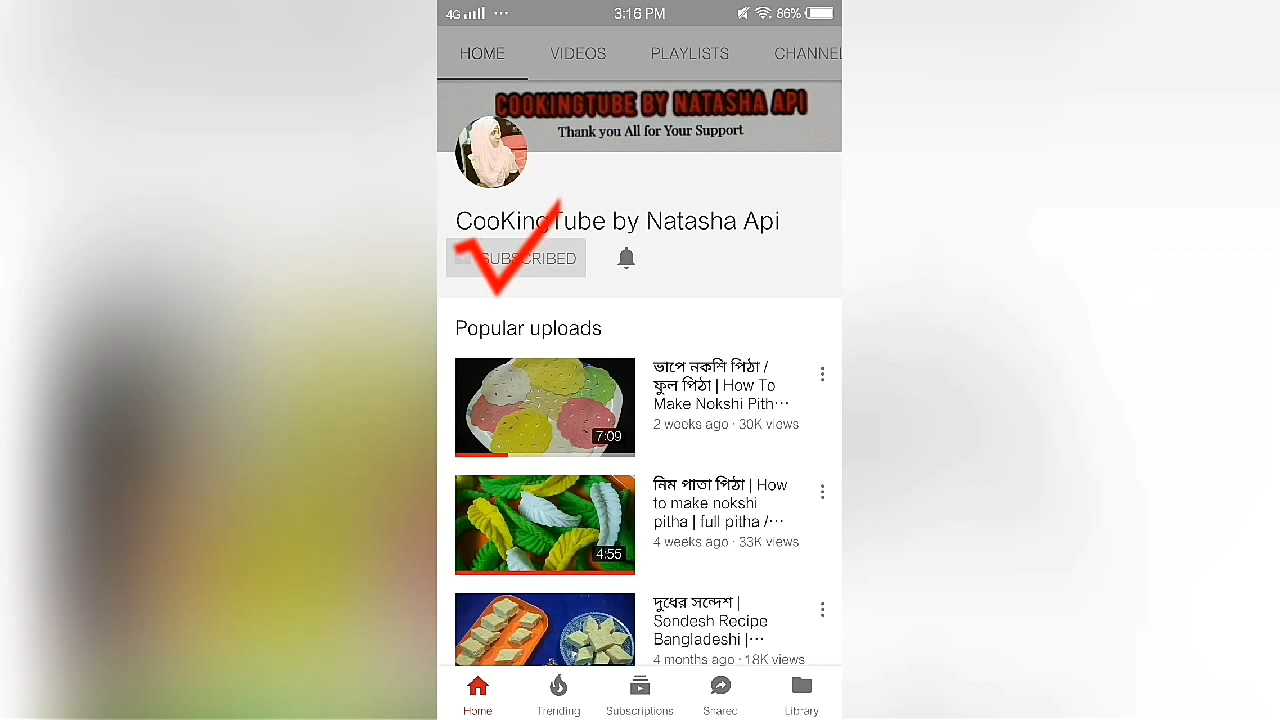 4G
3:16 PM
86%
HOME VIDEOS PLAYLISTS CHANNEL
COOKINGTUBE BY NATASHA API
Thank you All for Your Support
CooKingTube by Natasha Api
SUBSCRIBED
Popular uploads
ভাপে নকশি পিঠা /
ফুল পিঠা | How To
Make Nokshi Pith...
2 weeks ago · 30K views
7:09
নিম পাতা পিঠা | How
to make nokshi
pitha | full pitha /...
4 weeks ago · 33K views
4:55
দুধের সন্দেশ |
Sondesh Recipe
Bangladeshi |...
4 months ago · 18K views
Home Trending Subscriptions Shared Library